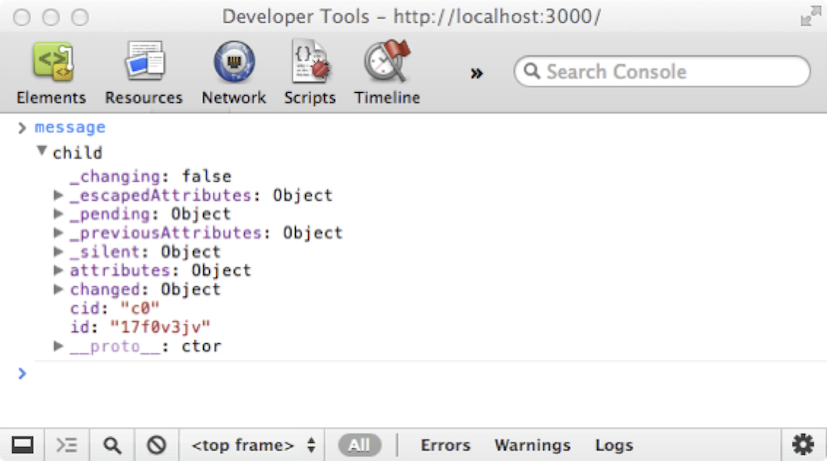 Developer Tools - http://localhost:3000/
Elements Resources Network Scripts Timeline » Search Console
> message
▼ child
_changing: false
▶ _escapedAttributes: Object
▶ _pending: Object
▶ _previousAttributes: Object
▶ _silent: Object
▶ attributes: Object
▶ changed: Object
cid: "c0"
id: "17f0v3jv"
▶ __proto__: ctor
>
<top frame> All Errors Warnings Logs